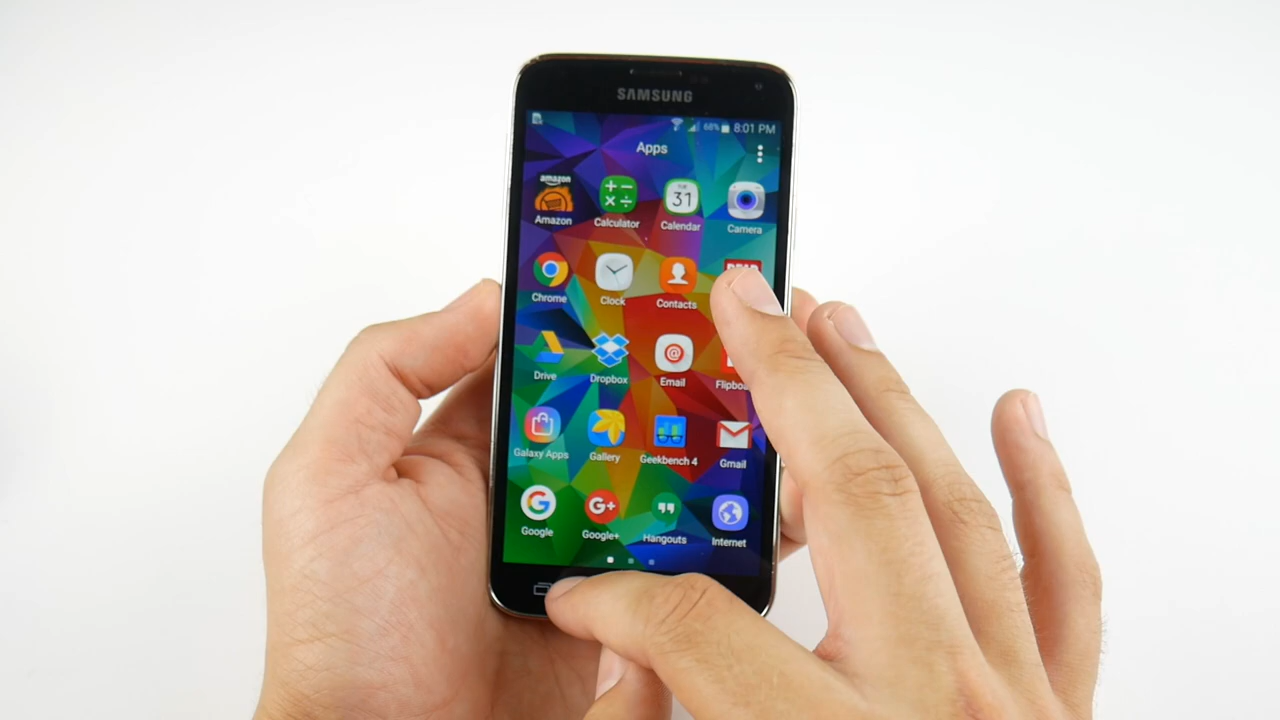 SAMSUNG
68% 8:01 PM
Apps
amazon
31
Amazon Calculator Calendar Camera
Chrome Clock Contacts
Drive Dropbox Email Flipboa
Galaxy Apps Gallery Geekbench 4 Gmail
G G+
Google Google+ Hangouts Internet